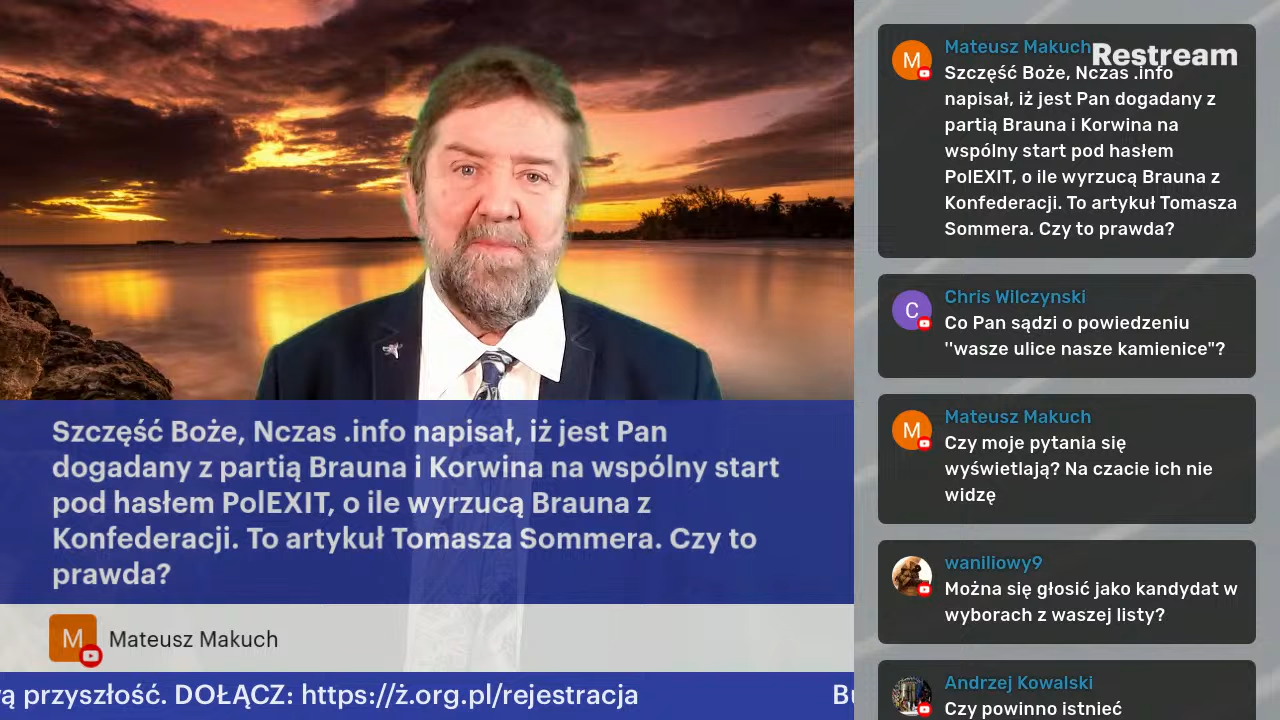 Szczęść Boże, Nczas .info napisał, iż jest Pan
dogadany z partią Brauna i Korwina na wspólny start
pod hasłem PolEXIT, o ile wyrzucą Brauna z
Konfederacji. To artykuł Tomasza Sommera. Czy to
prawda?
M
Mateusz Makuch
przyszłość. DOŁĄCZ: https://ż.org.pl/rejestracja
Restream
M
Mateusz Makuch
Szczęść Boże, Nczas .info
napisał, iż jest Pan dogadany z
partią Brauna i Korwina na
wspólny start pod hasłem
PolEXIT, o ile wyrzucą Brauna z
Konfederacji. To artykuł Tomasza
Sommera. Czy to prawda?
C
Chris Wilczynski
Co Pan sądzi o powiedzeniu
''wasze ulice nasze kamienice"?
M
Mateusz Makuch
Czy moje pytania się
wyświetlają? Na czacie ich nie
widzę
waniliowy9
Można się głosić jako kandydat w
wyborach z waszej listy?
Andrzej Kowalski
Czy powinno istnieć